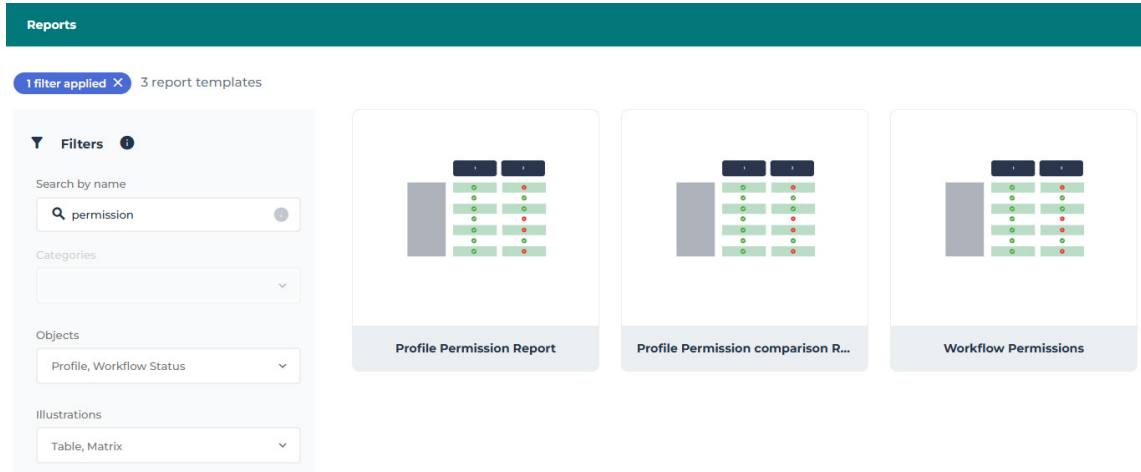 Reports
1 filter applied ×
3 report templates
Filters
Search by name
permission
Categories
Objects
Profile, Workflow Status
Illustrations
Table, Matrix
Profile Permission Report
Profile Permission comparison R...
Workflow Permissions